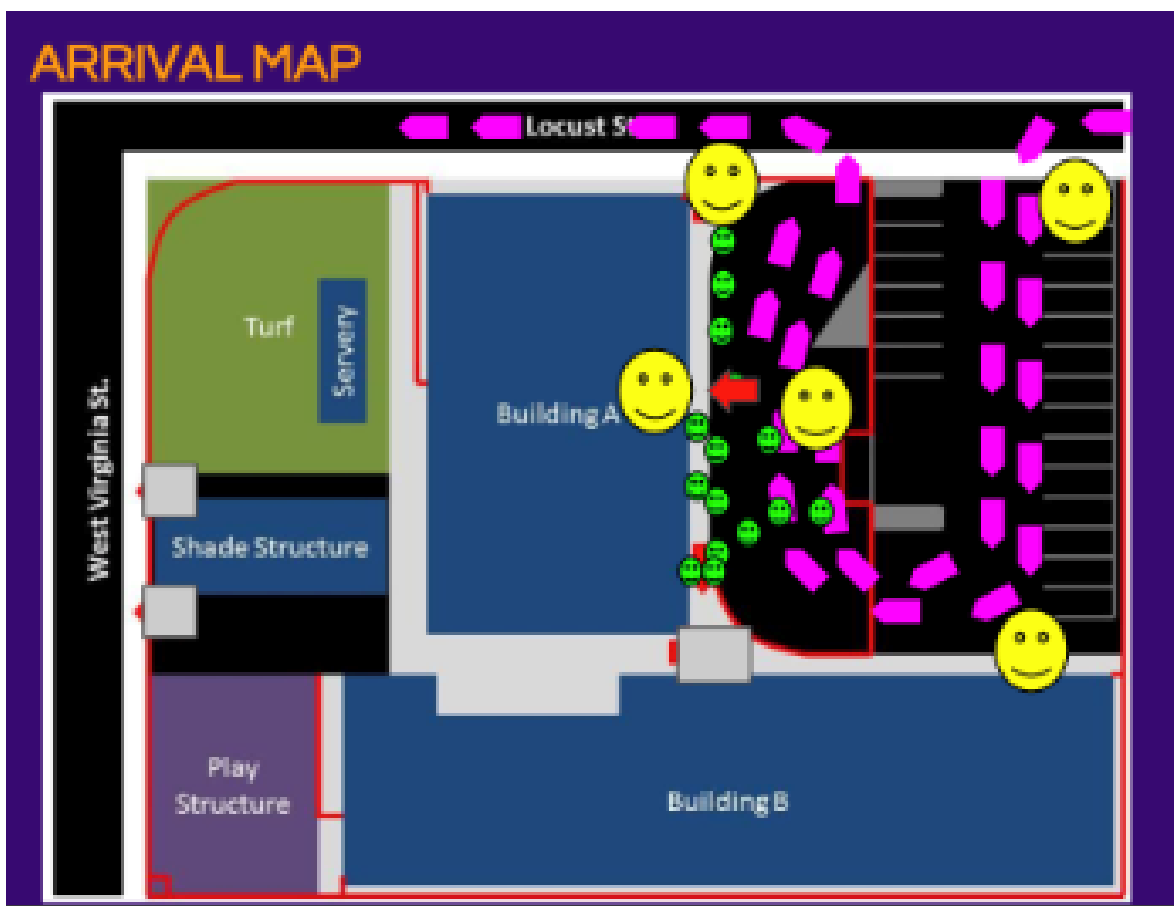 ARRIVAL MAP
Locust St.
Turf
Servery
Building A
West Virginia St.
Shade Structure
Play
Structure
Building B